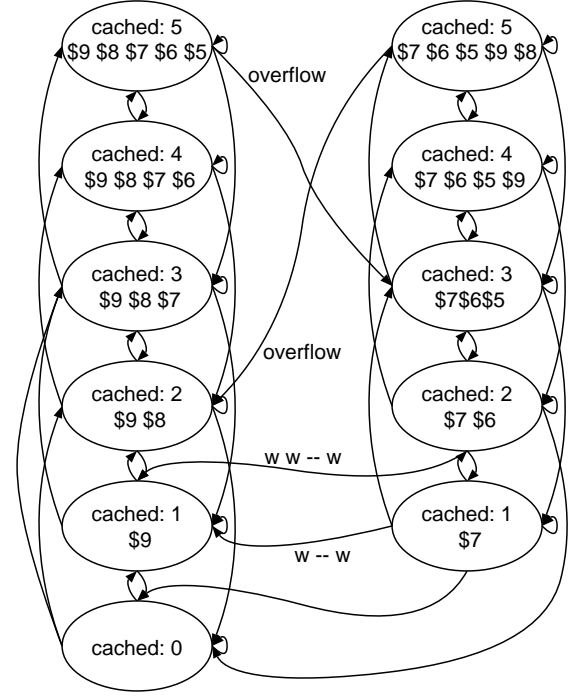 cached: 5
$9 $8 $7 $6 $5
cached: 5
$7 $6 $5 $9 $8
overflow
cached: 4
$9 $8 $7 $6
cached: 4
$7 $6 $5 $9
cached: 3
$9 $8 $7
cached: 3
$7$6$5
overflow
cached: 2
$9 $8
cached: 2
$7 $6
w w -- w
cached: 1
$9
cached: 1
$7
w -- w
cached: 0